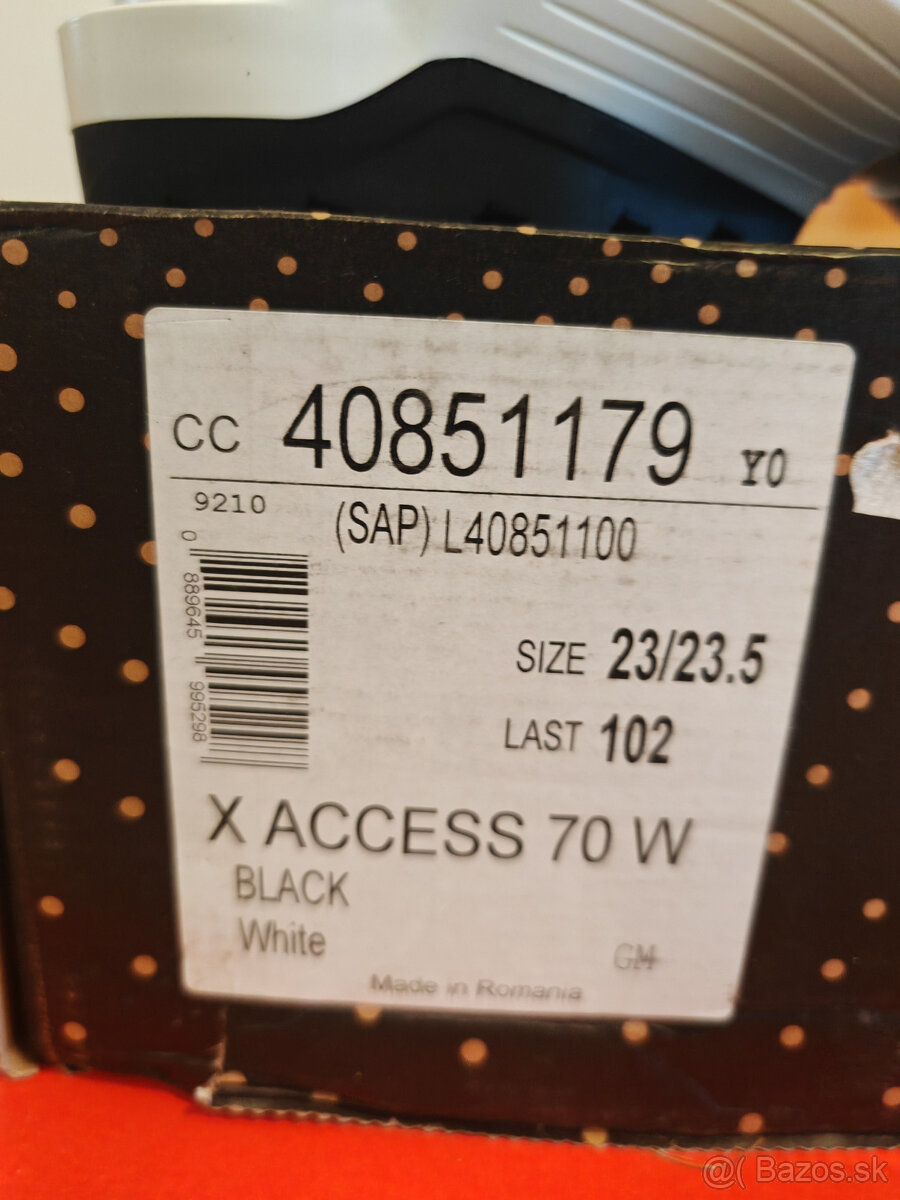 CC 40851179 YO
9210
(SAP) L40851100
0 889645 995298
SIZE 23/23.5
LAST 102
X ACCESS 70 W
BLACK
White
GM
Made in Romania
@( Bazos.sk